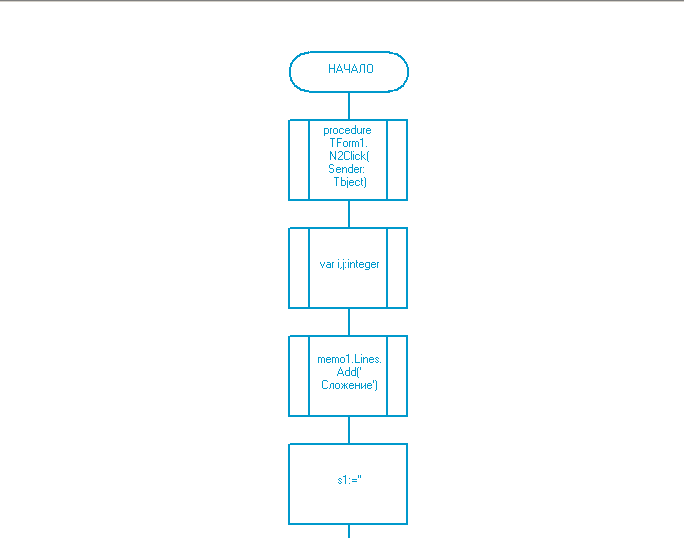 НАЧАЛО
procedure
TForm1.
N2Click(
Sender:
Tbject)
var i,j:integer
memo1.Lines.
Add('
Сложение')
s1:=''